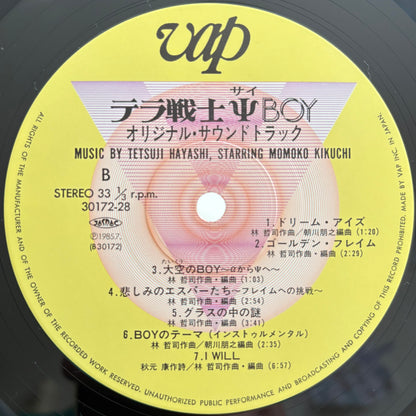 vap
サイ
テラ戦士ΨBOY
オリジナル・サウンドトラック
MUSIC BY TETSUJI HAYASHI, STARRING MOMOKO KIKUCHI
B
STEREO 33 1/3 r.p.m.
30172-28
JASRAC
Ⓟ1985.7.
(B30172)
1.ドリーム・アイズ
林 哲司作曲/朝川朋之編曲 (1:20)
2.ゴールデン・フレイム
林 哲司作曲・編曲 (2:29)
3.大空のBOY〜αからΨへ〜
林 哲司作曲・編曲 (1:03)
4.悲しみのエスパーたち〜フレイムへの挑戦〜
林 哲司作曲・編曲 (2:54)
5.グラスの中の謎
林 哲司作曲・編曲 (3:41)
6.BOYのテーマ(インストゥルメンタル)
林 哲司作曲/朝川朋之編曲 (2:53)
7.I WILL
秋元 康作詩/林 哲司作曲・編曲 (6:57)
ALL RIGHTS OF THE MANUFACTURER AND OF THE OWNER OF THE RECORDED WORK RESERVED. UNAUTHORIZED PUBLIC PERFORMANCE AND BROADCASTING OF THIS RECORD PROHIBITED. MADE BY VAP INC. IN JAPAN.